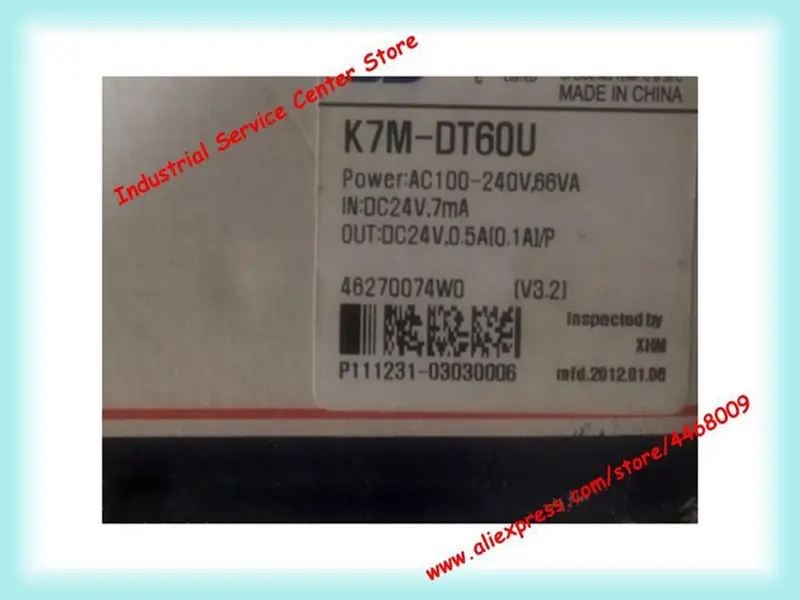 Industrial Service Center Store
MADE IN CHINA
K7M-DT60U
Power:AC100-240V,66VA
IN:DC24V,7mA
OUT:DC24V,0.5A(0.1A)/P
46270074W0 (V3.2)
Inspected by
XHM
P111231-03030006 mfd.2012.01.06
www.aliexpress.com/store/4468009